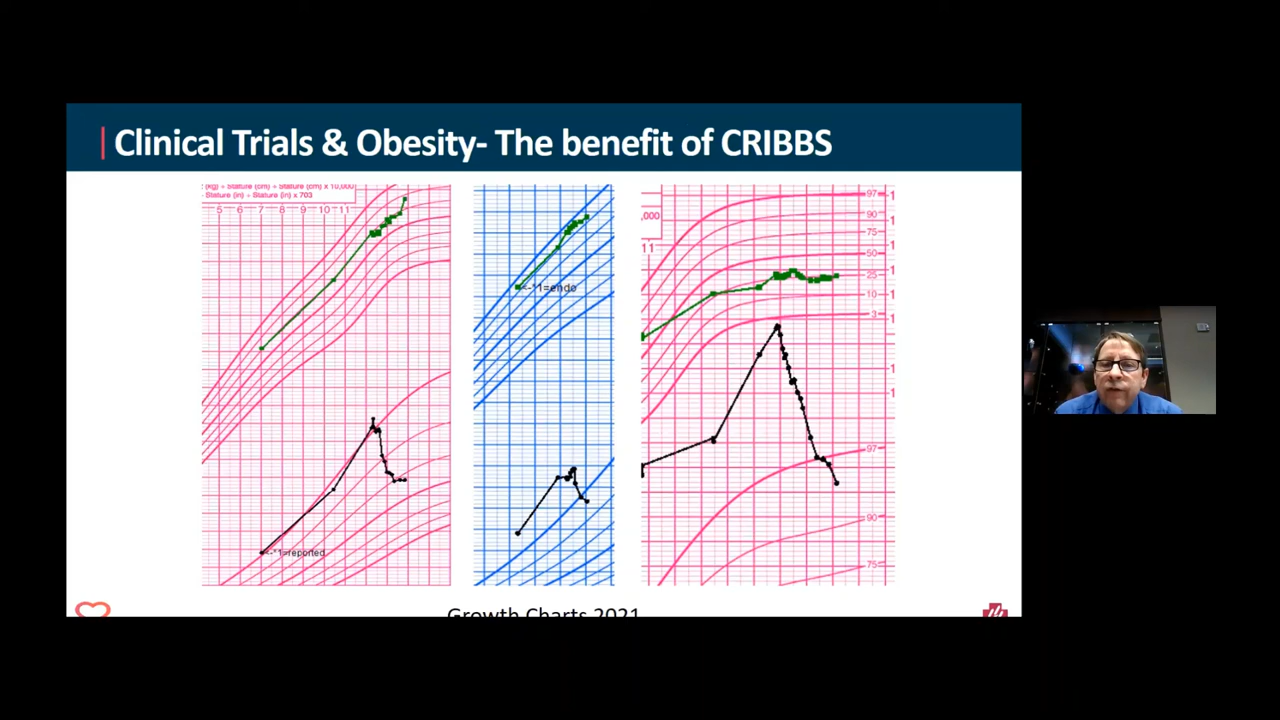 Clinical Trials & Obesity- The benefit of CRIBBS
(kg) ÷ Stature (cm) ÷ Stature (cm) x 10,000
Stature (in) ÷ Stature (in) x 703
5 6 7 8 9 10 11
<-*1=reported
<-*1=endo
,000
11
97
90
75
50
25
10
3
97
90
75
Growth Charts 2021